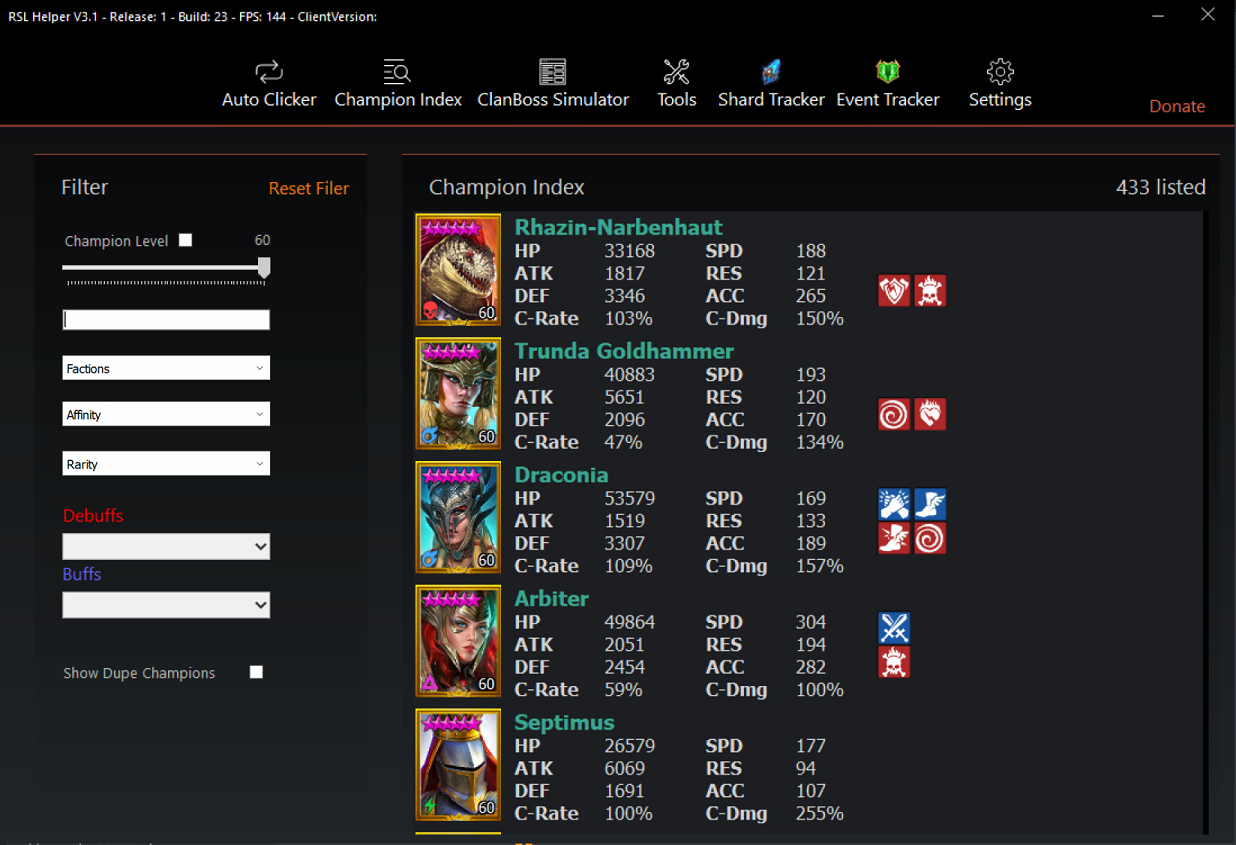 RSL Helper V3.1 - Release: 1 - Build: 23 - FPS: 144 - ClientVersion:
Auto Clicker
Champion Index
ClanBoss Simulator
Tools
Shard Tracker
Event Tracker
Settings
Donate
Filter
Reset Filer
Champion Level
60
Factions
Affinity
Rarity
Debuffs
Buffs
Show Dupe Champions
Champion Index
433 listed
Rhazin-Narbenhaut
HP 33168 SPD 188
ATK 1817 RES 121
DEF 3346 ACC 265
C-Rate 103% C-Dmg 150%
60
Trunda Goldhammer
HP 40883 SPD 193
ATK 5651 RES 120
DEF 2096 ACC 170
C-Rate 47% C-Dmg 134%
60
Draconia
HP 53579 SPD 169
ATK 1519 RES 133
DEF 3307 ACC 189
C-Rate 109% C-Dmg 157%
60
Arbiter
HP 49864 SPD 304
ATK 2051 RES 194
DEF 2454 ACC 282
C-Rate 59% C-Dmg 100%
60
Septimus
HP 26579 SPD 177
ATK 6069 RES 94
DEF 1691 ACC 107
C-Rate 100% C-Dmg 255%
60